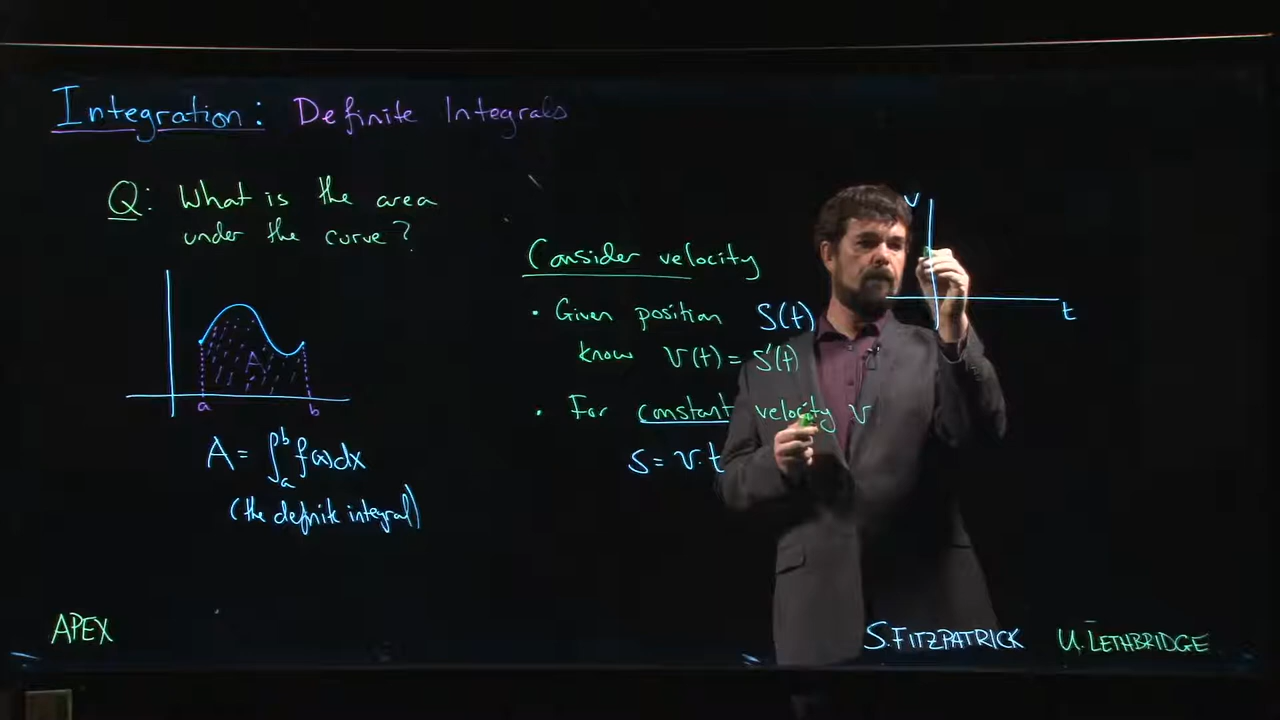 Integration: Definite Integrals
Q: What is the area
under the curve?
A
a b
A = ∫_a^b f(x)dx
(the definite integral)
Consider velocity
• Given position s(t)
know v(t) = s'(t)
• For constant velocity v
s = v·t
v
t
APEX
S. FITZPATRICK U. LETHBRIDGE